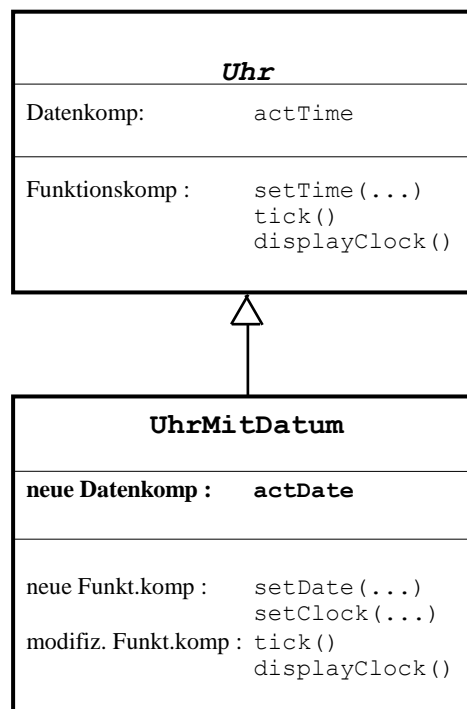 Uhr
Datenkomp: actTime
Funktionskomp : setTime(...)
tick()
displayClock()
UhrMitDatum
neue Datenkomp : actDate
neue Funkt.komp : setDate(...)
setClock(...)
modifiz. Funkt.komp : tick()
displayClock()